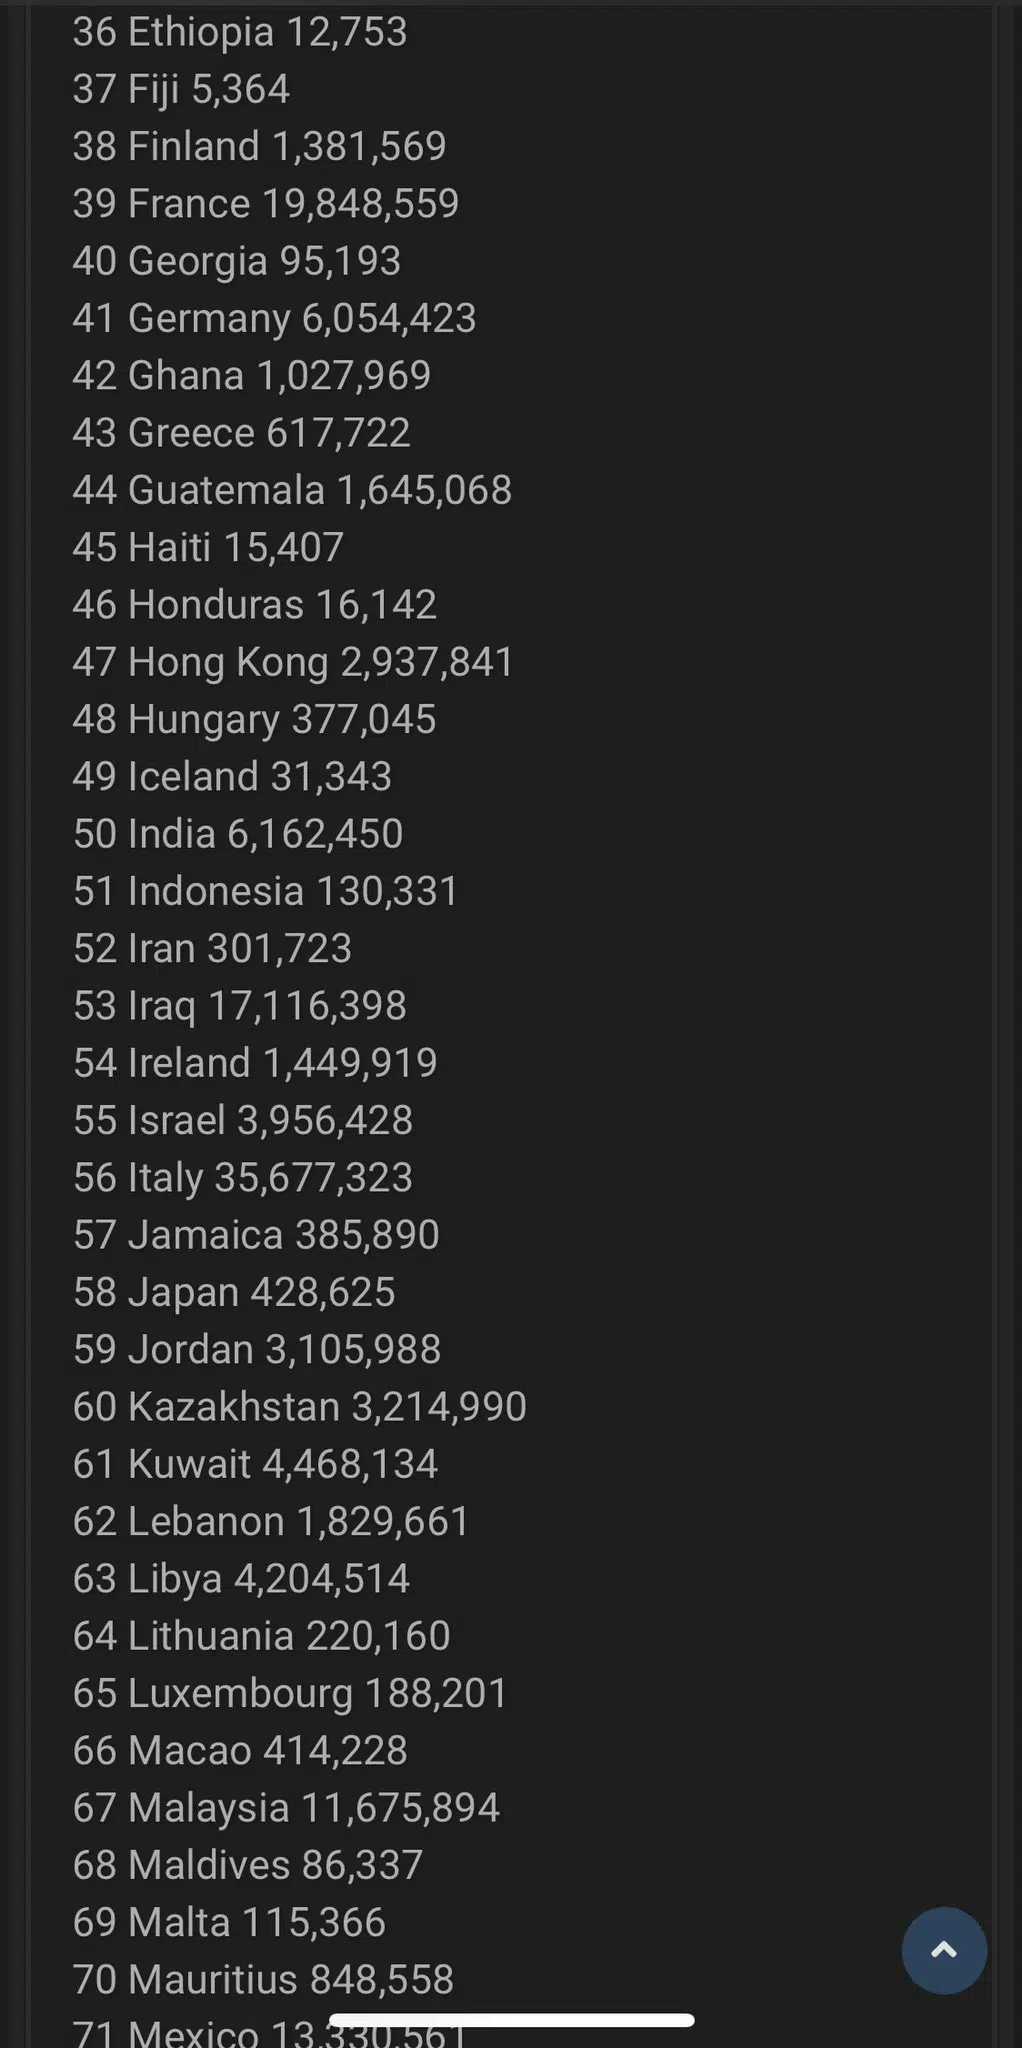 36 Ethiopia 12,753
37 Fiji 5,364
38 Finland 1,381,569
39 France 19,848,559
40 Georgia 95,193
41 Germany 6,054,423
42 Ghana 1,027,969
43 Greece 617,722
44 Guatemala 1,645,068
45 Haiti 15,407
46 Honduras 16,142
47 Hong Kong 2,937,841
48 Hungary 377,045
49 Iceland 31,343
50 India 6,162,450
51 Indonesia 130,331
52 Iran 301,723
53 Iraq 17,116,398
54 Ireland 1,449,919
55 Israel 3,956,428
56 Italy 35,677,323
57 Jamaica 385,890
58 Japan 428,625
59 Jordan 3,105,988
60 Kazakhstan 3,214,990
61 Kuwait 4,468,134
62 Lebanon 1,829,661
63 Libya 4,204,514
64 Lithuania 220,160
65 Luxembourg 188,201
66 Macao 414,228
67 Malaysia 11,675,894
68 Maldives 86,337
69 Malta 115,366
70 Mauritius 848,558
71 Mexico 13,330,561